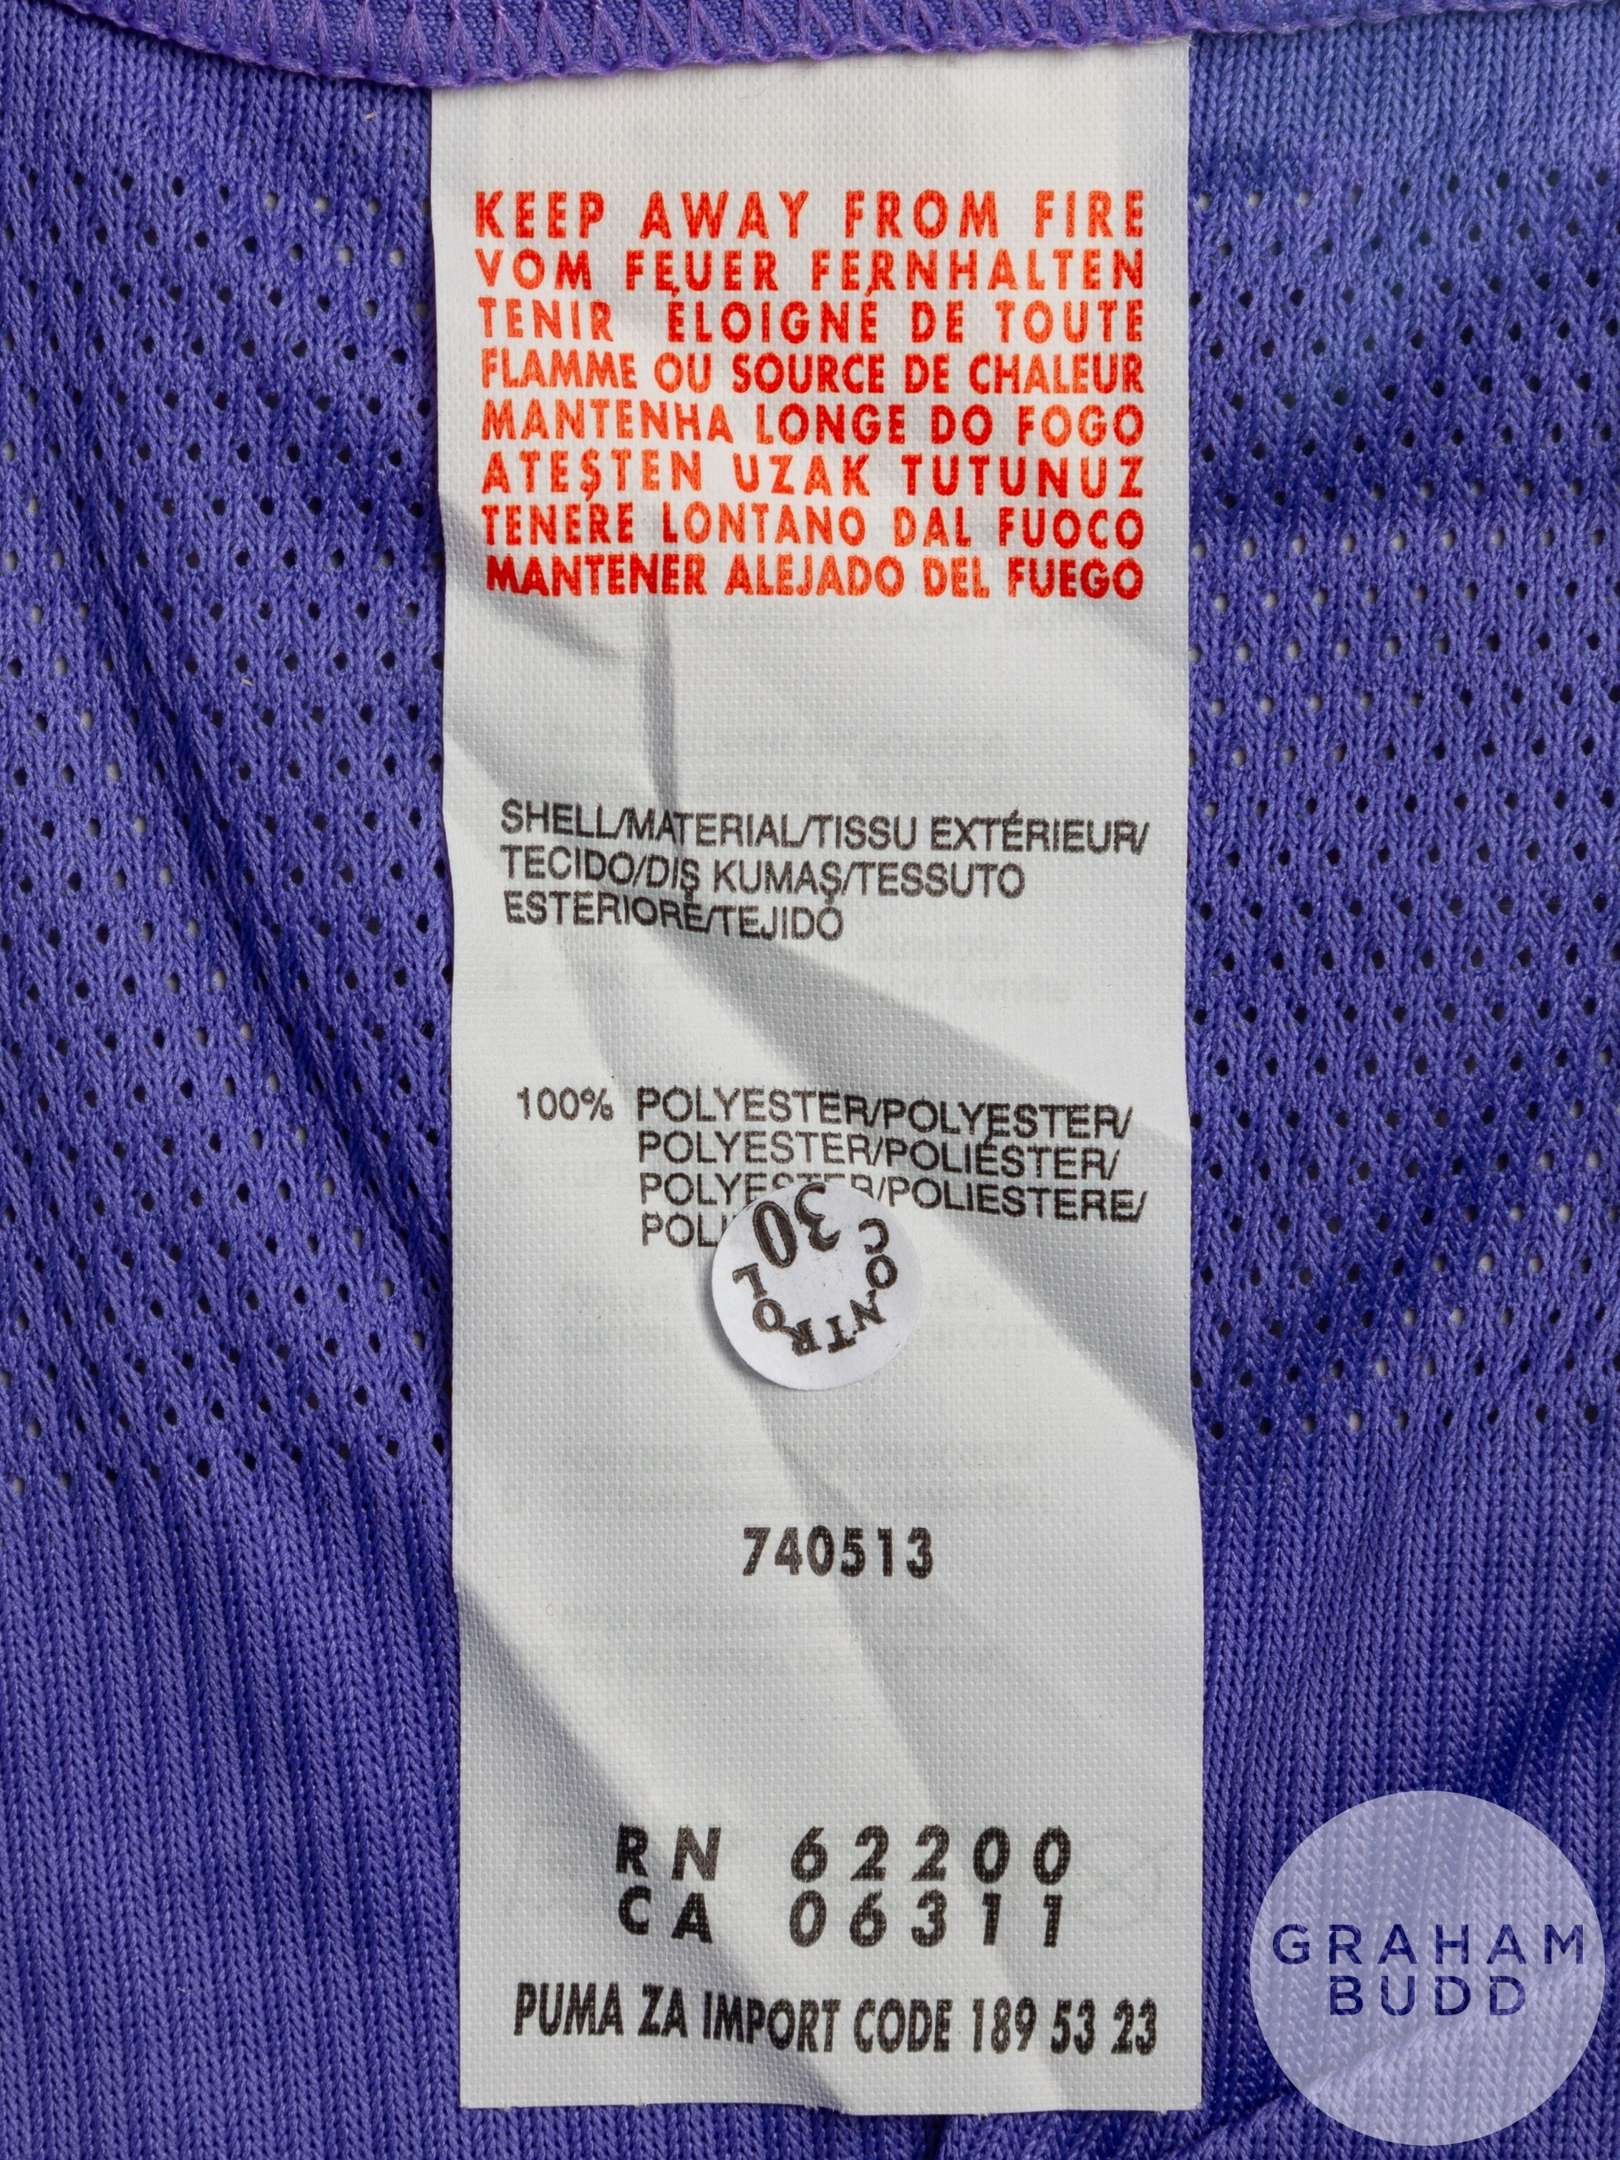 KEEP AWAY FROM FIRE
VOM FEUER FERNHALTEN
TENIR ÉLOIGNÉ DE TOUTE
FLAMME OU SOURCE DE CHALEUR
MANTENHA LONGE DO FOGO
ATEŞTEN UZAK TUTUNUZ
TENERE LONTANO DAL FUOCO
MANTENER ALEJADO DEL FUEGO
SHELL/MATERIAL/TISSU EXTÉRIEUR/
TECIDO/DIŞ KUMAŞ/TESSUTO
ESTERIORE/TEJIDO
100% POLYESTER/POLYESTER/
POLYESTER/POLIÉSTER/
/POLIESTERE/
30
CONTROL
740513
RN 62200
CA 06311
PUMA ZA IMPORT CODE 189 53 23
GRAHAM
BUDD